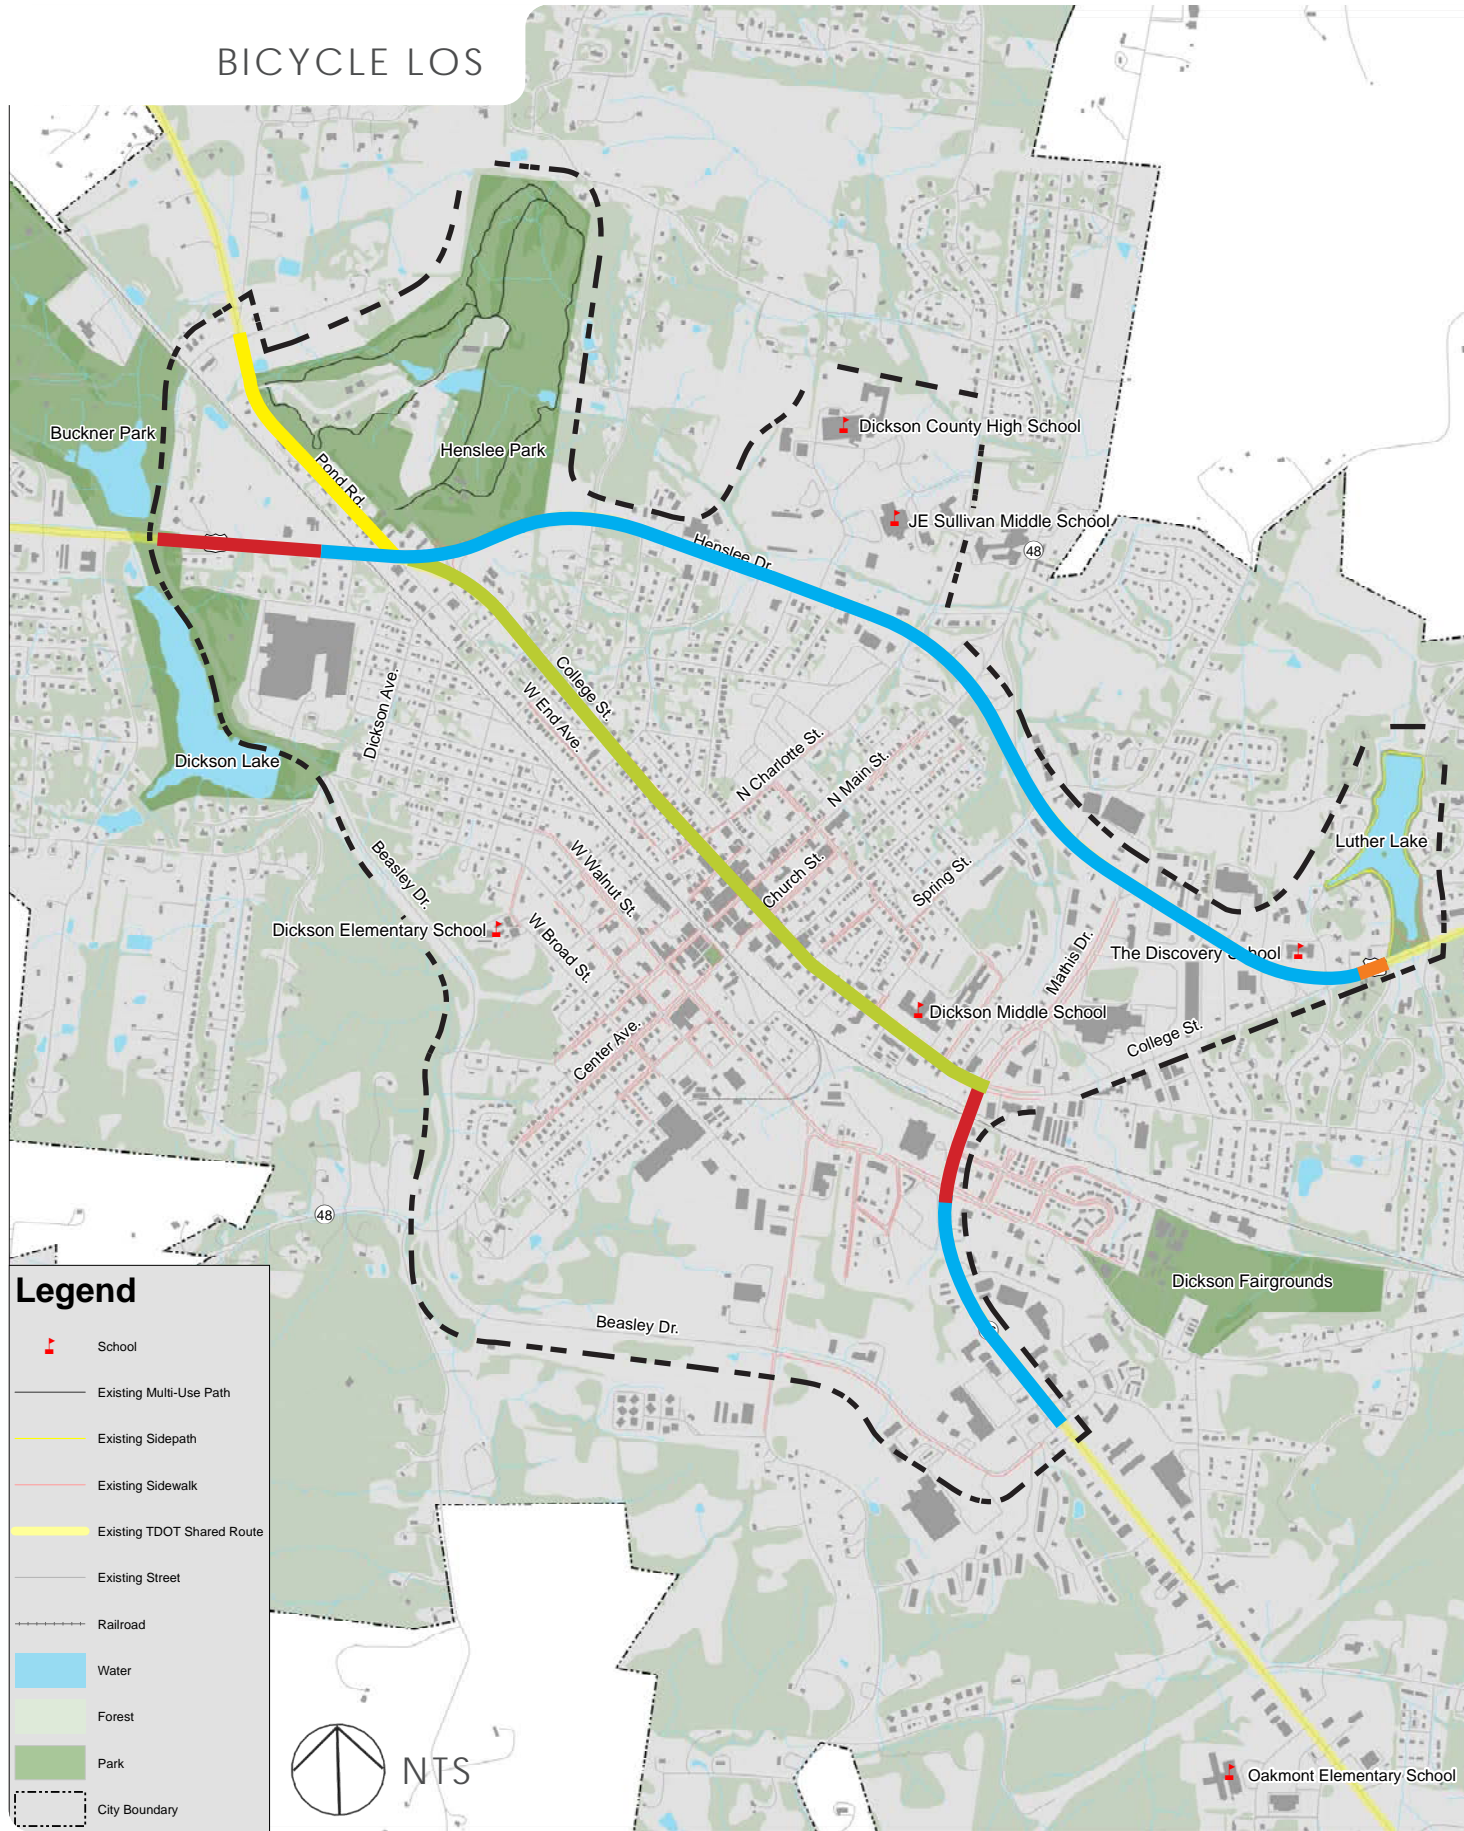 BICYCLE LOS
Buckner Park
Henslee Park
Pond Rd.
Dickson County High School
JE Sullivan Middle School
48
Henslee Dr.
Dickson Ave.
College St.
W End Ave.
Dickson Lake
N Charlotte St.
N Main St.
Luther Lake
Beasley Dr.
W Walnut St.
Church St.
Spring St.
Dickson Elementary School
W Broad St.
Mathis Dr.
The Discovery School
Dickson Middle School
Center Ave.
College St.
48
Dickson Fairgrounds
Beasley Dr.
Legend
School
Existing Multi-Use Path
Existing Sidepath
Existing Sidewalk
Existing TDOT Shared Route
Existing Street
Railroad
Water
Forest
Park
City Boundary
NTS
Oakmont Elementary School